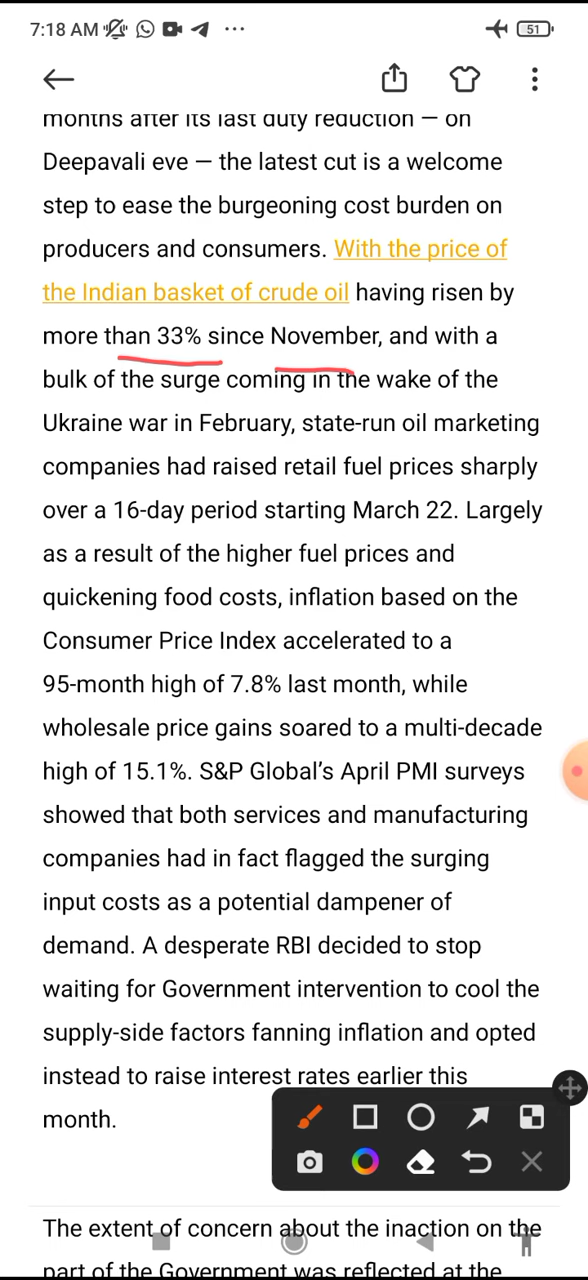 7:18 AM
51
months after its last duty reduction — on
Deepavali eve — the latest cut is a welcome
step to ease the burgeoning cost burden on
producers and consumers. With the price of
the Indian basket of crude oil having risen by
more than 33% since November, and with a
bulk of the surge coming in the wake of the
Ukraine war in February, state-run oil marketing
companies had raised retail fuel prices sharply
over a 16-day period starting March 22. Largely
as a result of the higher fuel prices and
quickening food costs, inflation based on the
Consumer Price Index accelerated to a
95-month high of 7.8% last month, while
wholesale price gains soared to a multi-decade
high of 15.1%. S&P Global’s April PMI surveys
showed that both services and manufacturing
companies had in fact flagged the surging
input costs as a potential dampener of
demand. A desperate RBI decided to stop
waiting for Government intervention to cool the
supply-side factors fanning inflation and opted
instead to raise interest rates earlier this
month.
The extent of concern about the inaction on the
part of the Government was reflected at the